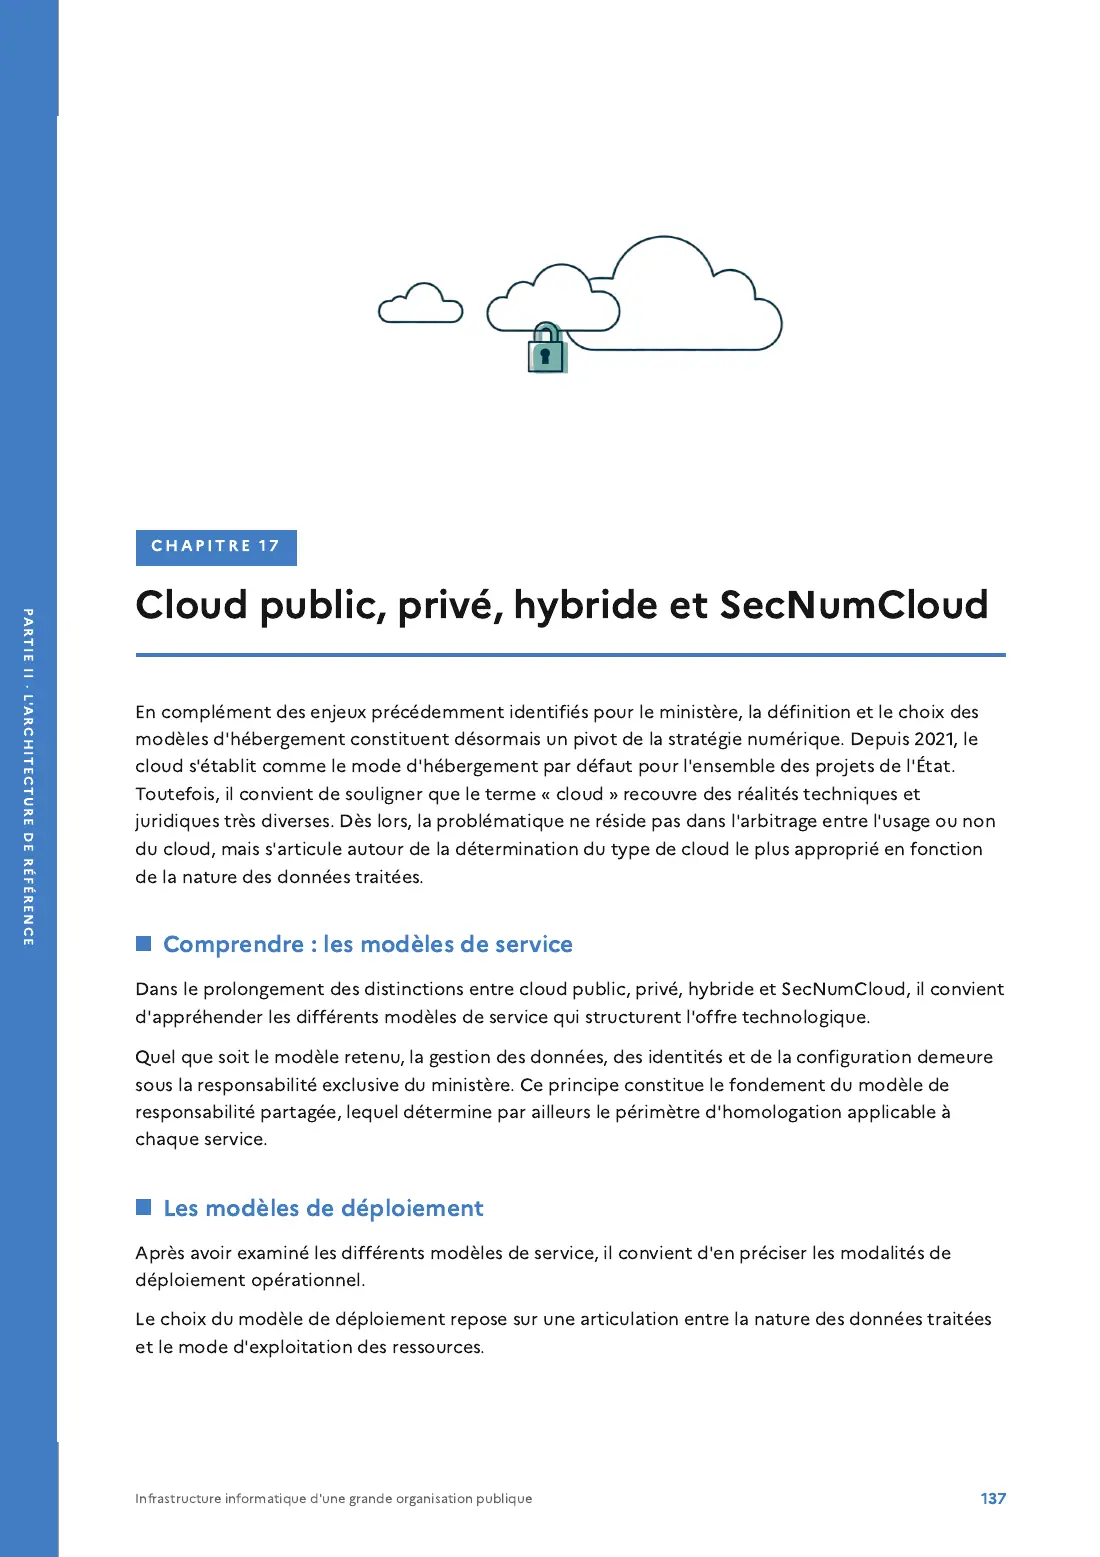 PARTIE II · L'ARCHITECTURE DE RÉFÉRENCE
CHAPITRE 17
Cloud public, privé, hybride et SecNumCloud
En complément des enjeux précédemment identifiés pour le ministère, la définition et le choix des
modèles d'hébergement constituent désormais un pivot de la stratégie numérique. Depuis 2021, le
cloud s'établit comme le mode d'hébergement par défaut pour l'ensemble des projets de l'État.
Toutefois, il convient de souligner que le terme « cloud » recouvre des réalités techniques et
juridiques très diverses. Dès lors, la problématique ne réside pas dans l'arbitrage entre l'usage ou non
du cloud, mais s'articule autour de la détermination du type de cloud le plus approprié en fonction
de la nature des données traitées.
Comprendre : les modèles de service
Dans le prolongement des distinctions entre cloud public, privé, hybride et SecNumCloud, il convient
d'appréhender les différents modèles de service qui structurent l'offre technologique.
Quel que soit le modèle retenu, la gestion des données, des identités et de la configuration demeure
sous la responsabilité exclusive du ministère. Ce principe constitue le fondement du modèle de
responsabilité partagée, lequel détermine par ailleurs le périmètre d'homologation applicable à
chaque service.
Les modèles de déploiement
Après avoir examiné les différents modèles de service, il convient d'en préciser les modalités de
déploiement opérationnel.
Le choix du modèle de déploiement repose sur une articulation entre la nature des données traitées
et le mode d'exploitation des ressources.
Infrastructure informatique d'une grande organisation publique
137